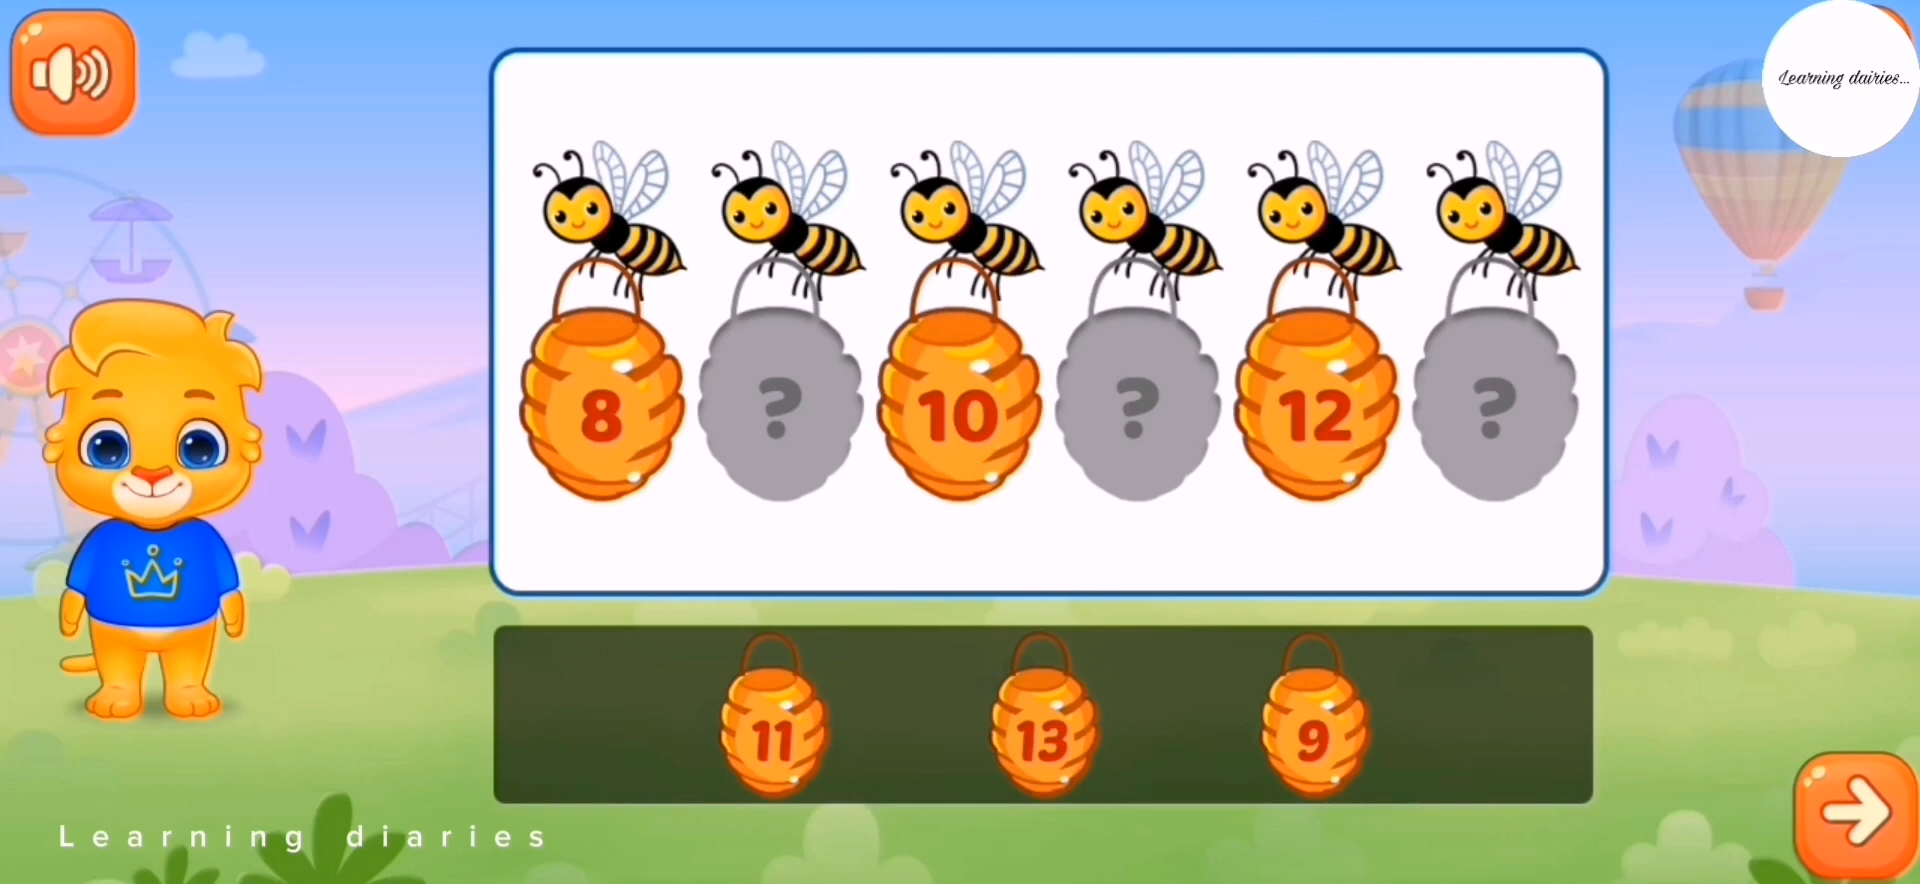 Learning dairies...
8 ? 10 ? 12 ?
11 13 9
Learning diaries